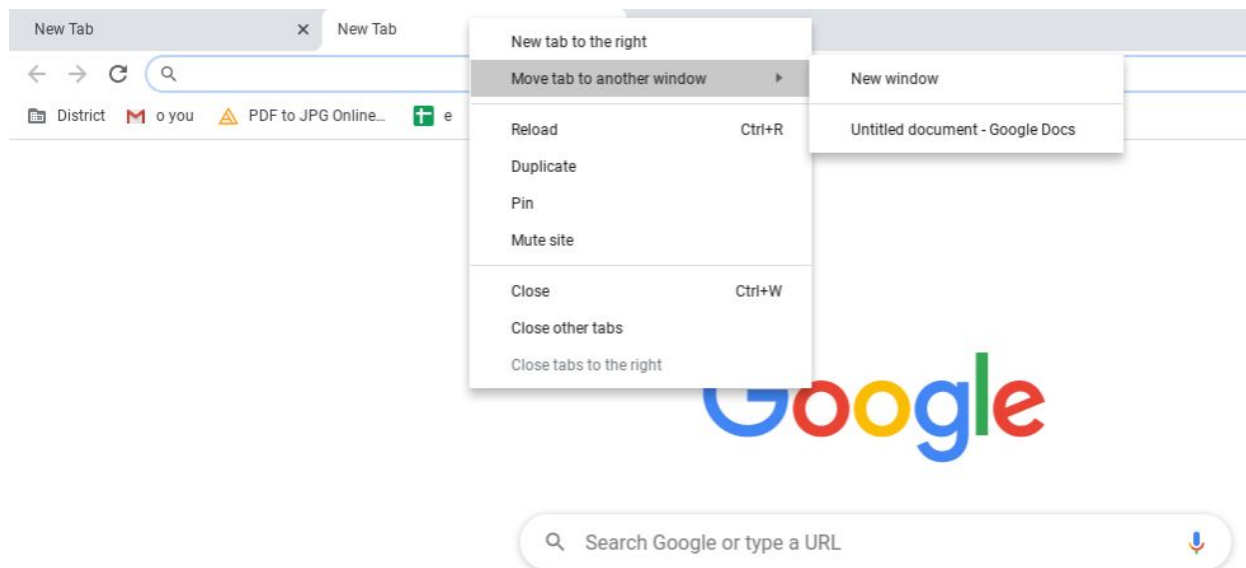 New Tab
New Tab
District
o you
PDF to JPG Online...
e
New tab to the right
Move tab to another window
Reload Ctrl+R
Duplicate
Pin
Mute site
Close Ctrl+W
Close other tabs
Close tabs to the right
New window
Untitled document - Google Docs
Google
Search Google or type a URL